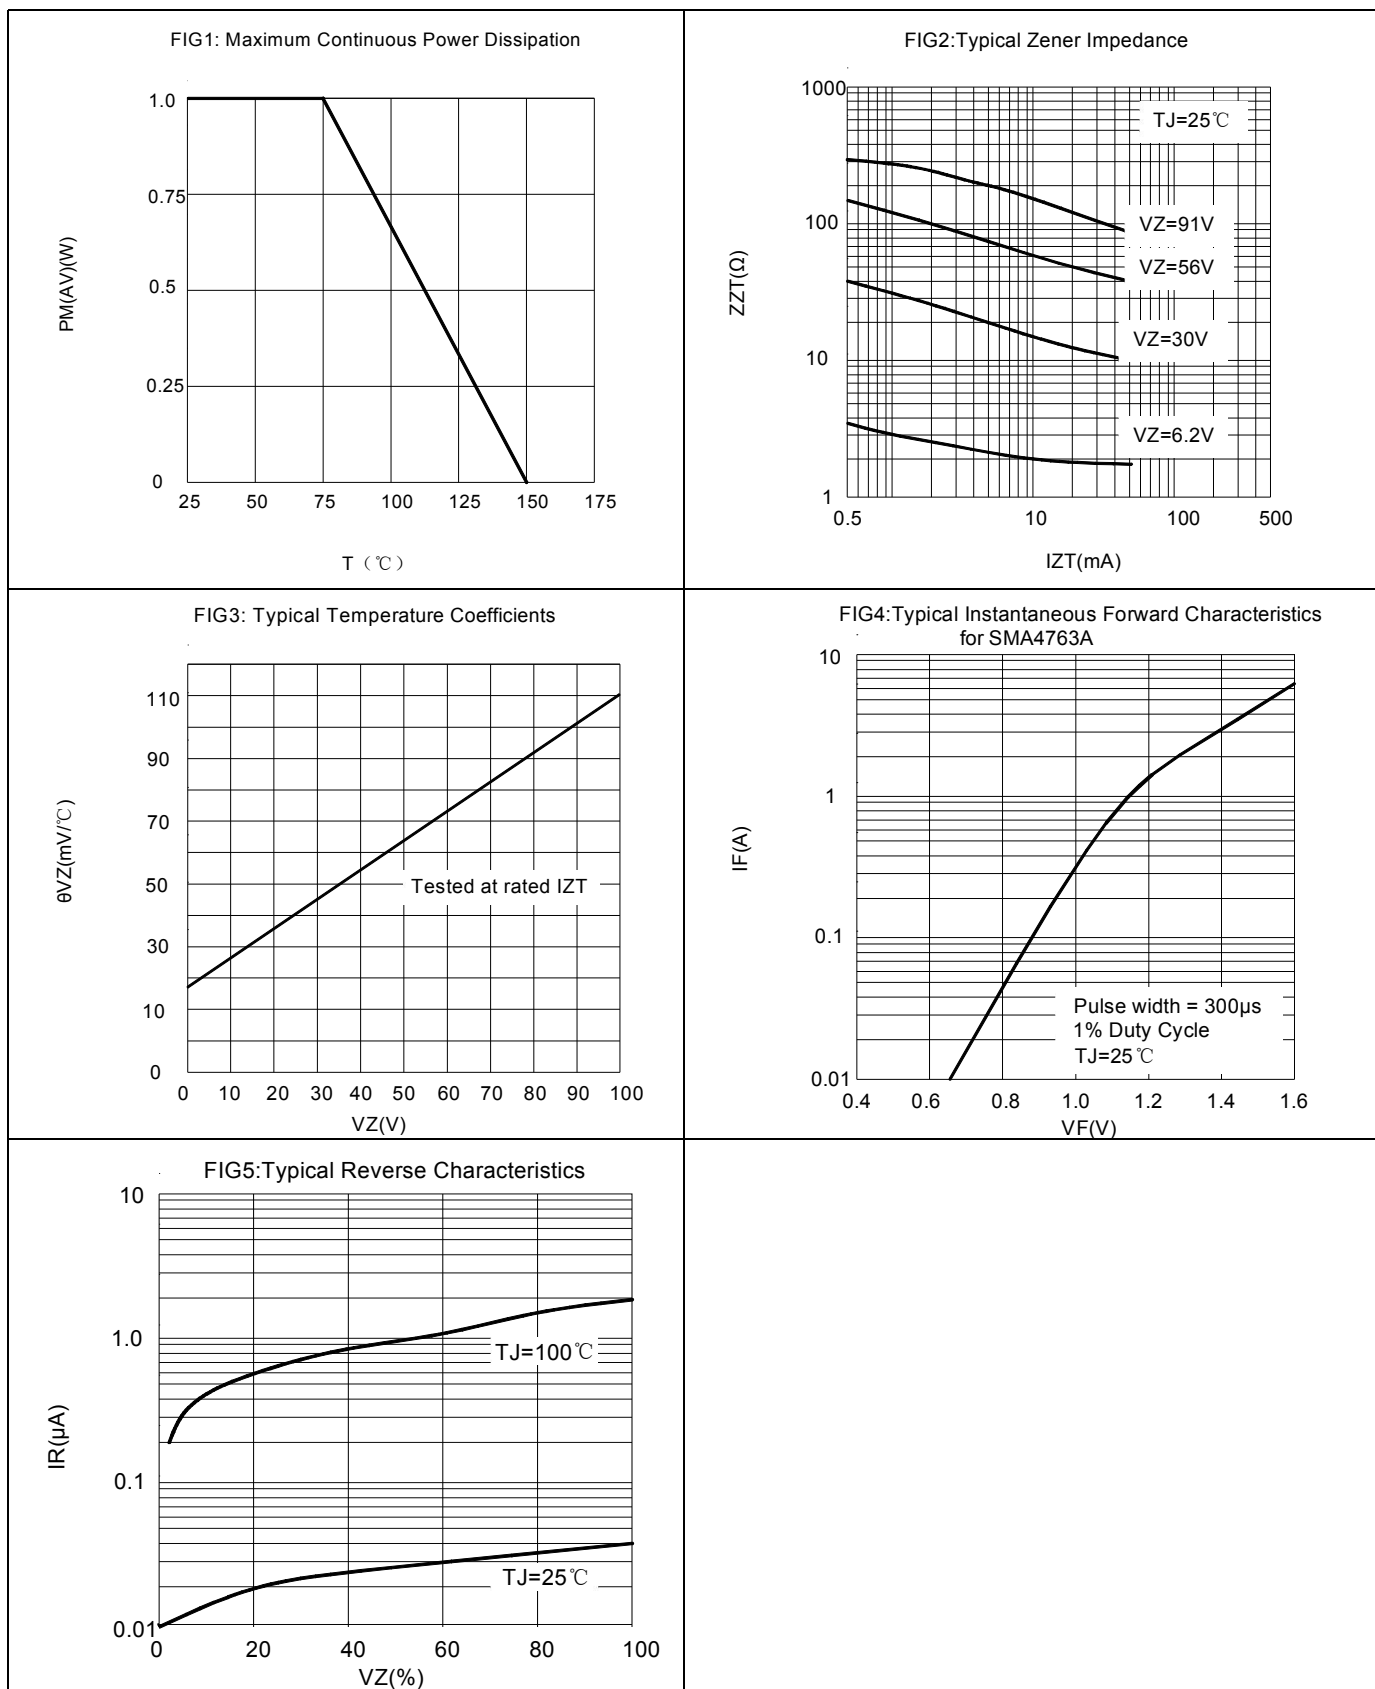 FIG1: Maximum Continuous Power Dissipation
PM(AV)(W)
1.0
0.75
0.5
0.25
0
25 50 75 100 125 150 175
T（℃）
FIG2:Typical Zener Impedance
ZZT(Ω)
1000
100
10
1
TJ=25℃
VZ=91V
VZ=56V
VZ=30V
VZ=6.2V
0.5 10 100 500
IZT(mA)
FIG3: Typical Temperature Coefficients
θVZ(mV/℃)
110
90
70
50
30
10
0
Tested at rated IZT
0 10 20 30 40 50 60 70 80 90 100
VZ(V)
FIG4:Typical Instantaneous Forward Characteristics
for SMA4763A
IF(A)
10
1
0.1
0.01
Pulse width = 300μs
1% Duty Cycle
TJ=25℃
0.4 0.6 0.8 1.0 1.2 1.4 1.6
VF(V)
FIG5:Typical Reverse Characteristics
IR(μA)
10
1.0
0.1
0.01
TJ=100℃
TJ=25℃
0 20 40 60 80 100
VZ(%)